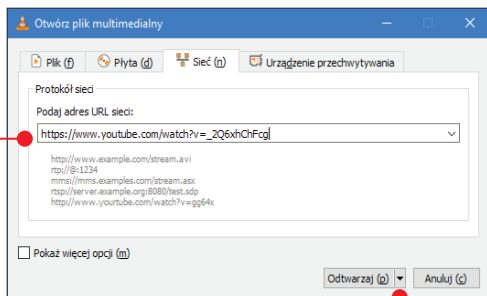 Otwórz plik multimedialny
Plik (f) Płyta (d) Sieć (n) Urządzenie przechwytywania
Protokół sieci
Podaj adres URL sieci:
https://www.youtube.com/watch?v=_2Q6xhChFcg
http://www.example.com/stream.avi
rtp://@:1234
mms://mms.examples.com/stream.asx
rtsp://server.example.org:8080/test.sdp
http://www.yourtube.com/watch?v=gg64x
Pokaż więcej opcji (m)
Odtwarzaj (p) Anuluj (c)